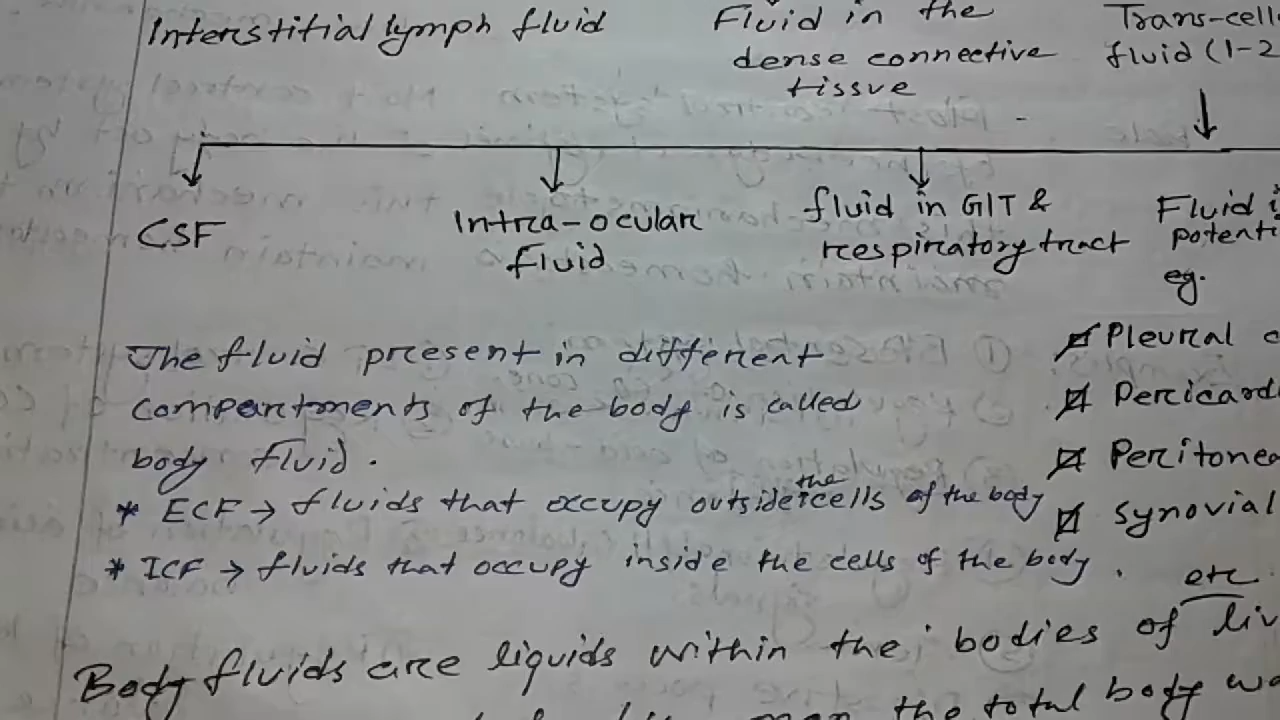 Interstitial lymph fluid
Fluid in the
dense connective
tissue
Trans-cell
fluid (1-2
CSF
Intra-ocular
fluid
fluid in GIT &
respiratory tract
Fluid i
potenti
eg.
Pleural c
Pericard
Peritonea
Synovial
etc
The fluid present in different
compartments of the body is called
body fluid.
* ECF → fluids that occupy outside the cells of the body
* ICF → fluids that occupy inside the cells of the body.
Body fluids are liquids within the bodies of liv
the total body wa